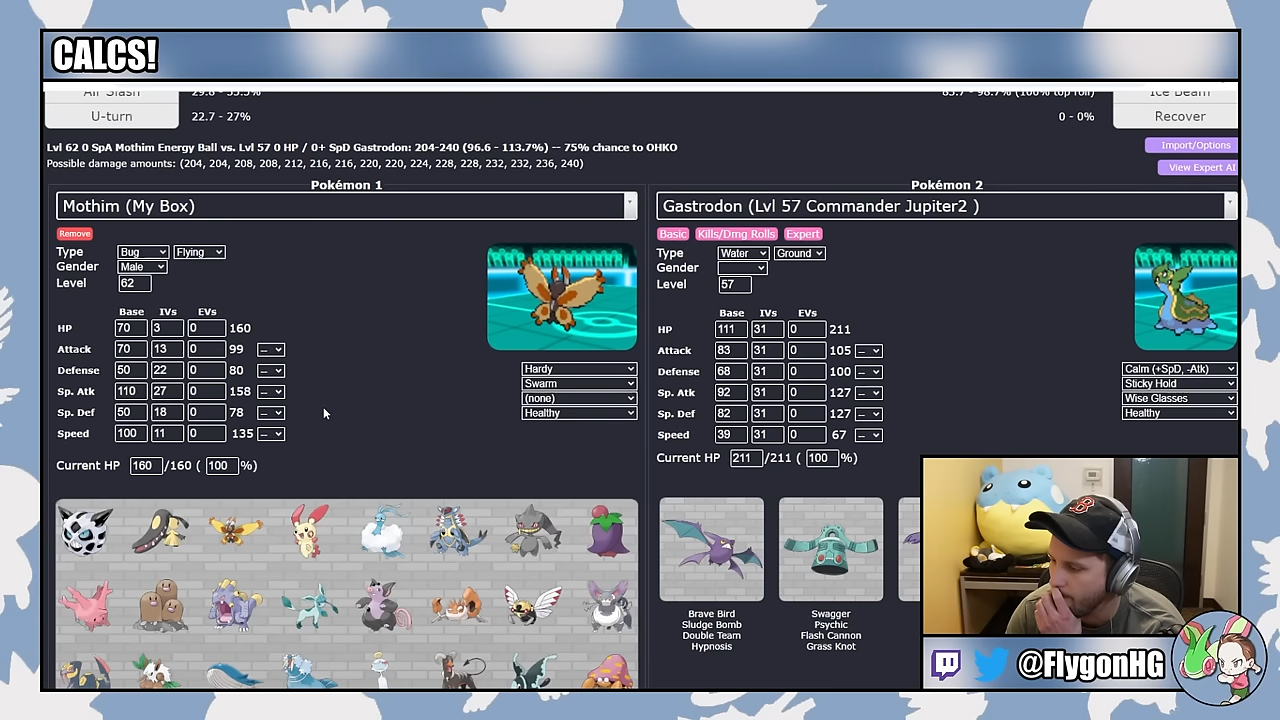 CALCS!
Air Slash
29.8 - 35.5%
Ice Beam
U-turn 22.7 - 27%
0 - 0% Recover
Lvl 62 0 SpA Mothim Energy Ball vs. Lvl 57 0 HP / 0+ SpD Gastrodon: 204-240 (96.6 - 113.7%) -- 75% chance to OHKO
Possible damage amounts: (204, 204, 208, 208, 212, 216, 216, 220, 220, 224, 228, 228, 232, 232, 236, 240)
Import/Options
View Expert AI
Pokémon 1
Mothim (My Box)
Remove
Type Bug Flying
Gender Male
Level 62
Base IVs EVs
HP 70 3 0 160
Attack 70 13 0 99 --
Defense 50 22 0 80 --
Sp. Atk 110 27 0 158 --
Sp. Def 50 18 0 78 --
Speed 100 11 0 135 --
Hardy
Swarm
(none)
Healthy
Current HP 160 /160 ( 100 %)
Pokémon 2
Gastrodon (Lvl 57 Commander Jupiter2 )
Basic Kills/Dmg Rolls Expert
Type Water Ground
Gender
Level 57
Base IVs EVs
HP 111 31 0 211
Attack 83 31 0 105 --
Defense 68 31 0 100 --
Sp. Atk 92 31 0 127 --
Sp. Def 82 31 0 127 --
Speed 39 31 0 67 --
Calm (+SpD, -Atk)
Sticky Hold
Wise Glasses
Healthy
Current HP 211 /211 ( 100 %)
Brave Bird
Sludge Bomb
Double Team
Hypnosis
Swagger
Psychic
Flash Cannon
Grass Knot
B
@FlygonHG